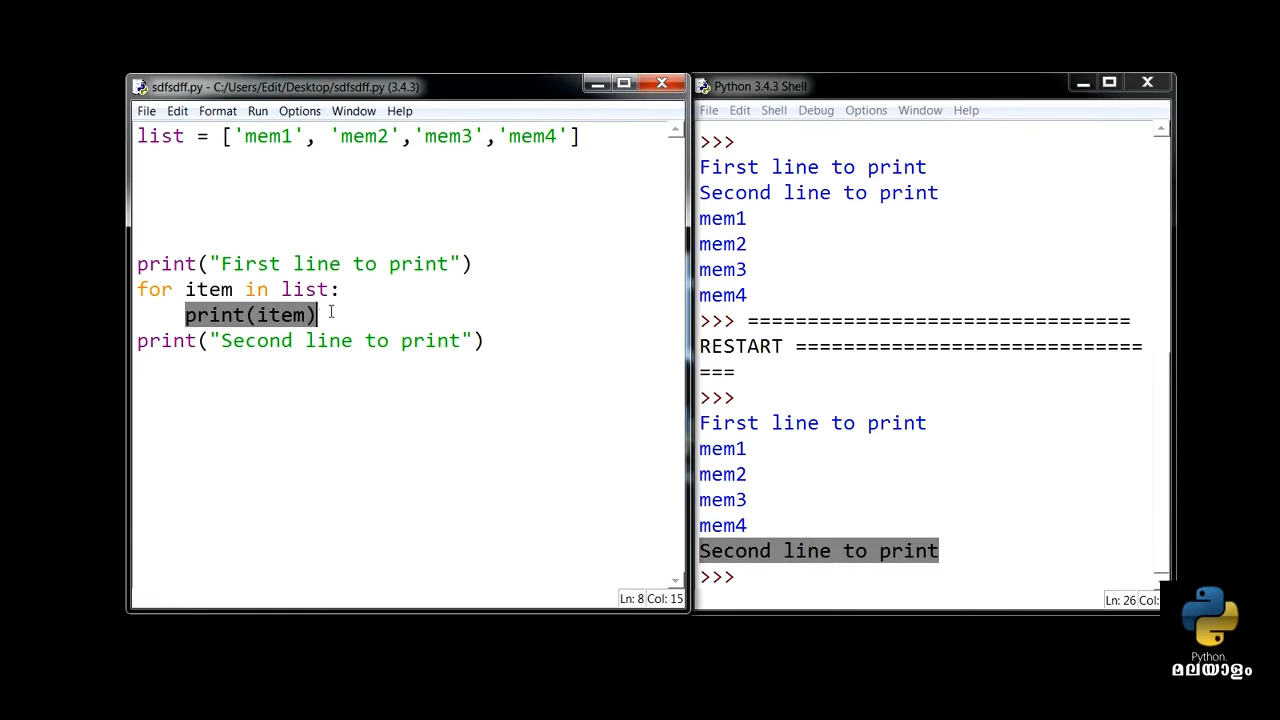 sdfsdff.py - C:/Users/Edit/Desktop/sdfsdff.py (3.4.3)
File Edit Format Run Options Window Help
list = ['mem1', 'mem2','mem3','mem4']
print("First line to print")
for item in list:
print(item)
print("Second line to print")
Ln: 8 Col: 15
Python 3.4.3 Shell
File Edit Shell Debug Options Window Help
>>>
First line to print
Second line to print
mem1
mem2
mem3
mem4
>>> ================================
RESTART =============================
===
>>>
First line to print
mem1
mem2
mem3
mem4
Second line to print
>>>
Ln: 26 Col:
Python.
മലയാളം